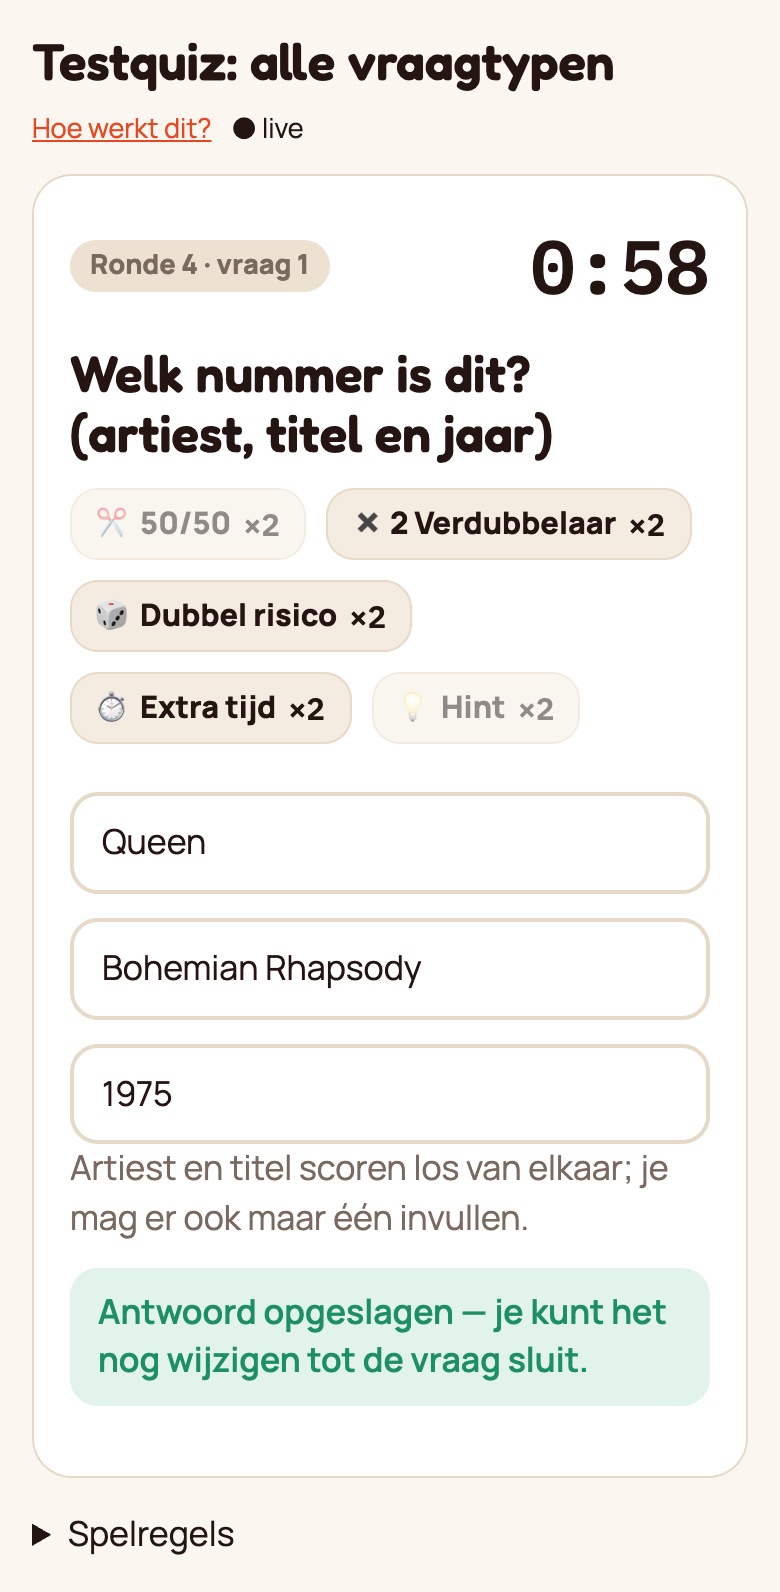 Testquiz: alle vraagtypen
Hoe werkt dit? ● live
Ronde 4 · vraag 1 0:58
Welk nummer is dit?
(artiest, titel en jaar)
✂️ 50/50 ×2 ✖️ 2 Verdubbelaar ×2
🎲 Dubbel risico ×2
⏱️ Extra tijd ×2 💡 Hint ×2
Queen
Bohemian Rhapsody
1975
Artiest en titel scoren los van elkaar; je
mag er ook maar één invullen.
Antwoord opgeslagen — je kunt het
nog wijzigen tot de vraag sluit.
▶ Spelregels